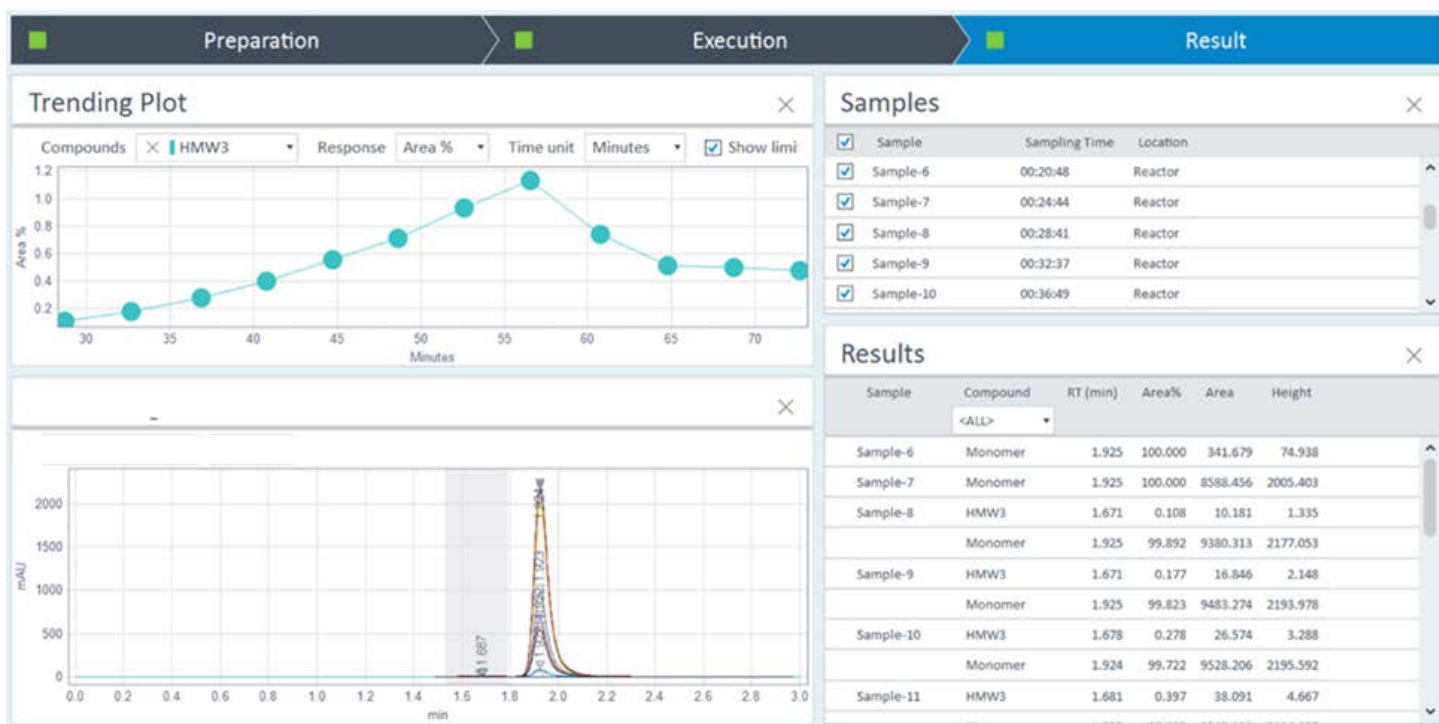 Preparation Execution Result
Trending Plot
Compounds HMW3 Response Area % Time unit Minutes Show limi
1.2
1.0
0.8
0.6
0.4
0.2
Area %
30 35 40 45 50 55 60 65 70
Minutes
Samples
Sample Sampling Time Location
Sample-6 00:20:48 Reactor
Sample-7 00:24:44 Reactor
Sample-8 00:28:41 Reactor
Sample-9 00:32:37 Reactor
Sample-10 00:36:49 Reactor
2000
1500
1000
500
0
mAU
1.687
1.923
0.0 0.2 0.4 0.6 0.8 1.0 1.2 1.4 1.6 1.8 2.0 2.2 2.4 2.6 2.8 3.0
min
Results
Sample Compound RT (min) Area% Area Height
<ALL>
Sample-6 Monomer 1.925 100.000 341.679 74.938
Sample-7 Monomer 1.925 100.000 8588.456 2005.403
Sample-8 HMW3 1.671 0.108 10.181 1.335
Monomer 1.925 99.892 9380.313 2177.053
Sample-9 HMW3 1.671 0.177 16.846 2.148
Monomer 1.925 99.823 9483.274 2193.978
Sample-10 HMW3 1.678 0.278 26.574 3.288
Monomer 1.924 99.722 9528.206 2195.592
Sample-11 HMW3 1.681 0.397 38.091 4.667